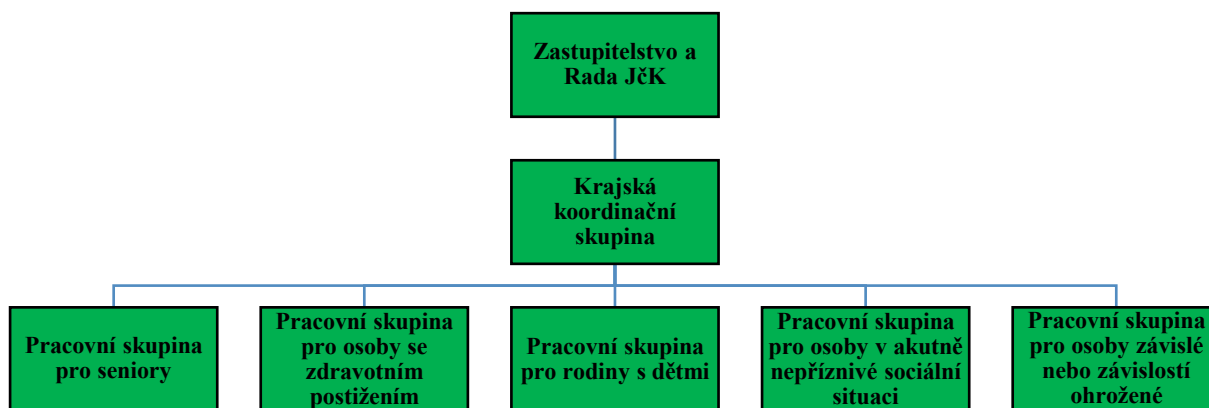 Zastupitelstvo a
Rada JčK
Krajská
koordinační
skupina
Pracovní skupina
pro seniory
Pracovní skupina
pro osoby se
zdravotním
postižením
Pracovní skupina
pro rodiny s dětmi
Pracovní skupina
pro osoby v akutně
nepříznivé sociální
situaci
Pracovní skupina
pro osoby závislé
nebo závislostí
ohrožené